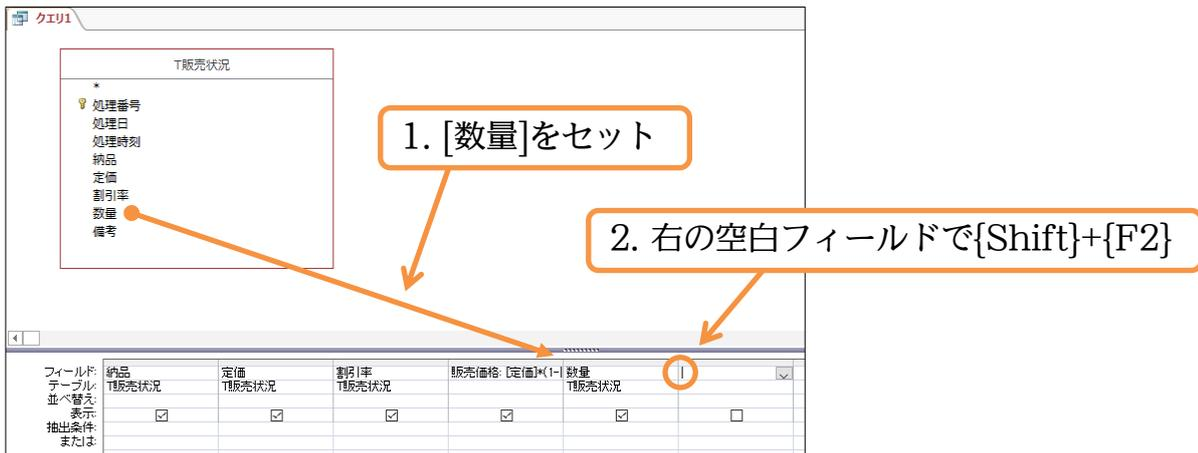 クエリ1
T販売状況
*
処理番号
処理日
処理時刻
納品
定価
割引率
数量
備考
1. [数量]をセット
2. 右の空白フィールドで{Shift}+{F2}
フィールド: 納品 定価 割引率 販売価格: [定価]*(1-[ 数量
テーブル: T販売状況 T販売状況 T販売状況 T販売状況
並べ替え:
表示:
抽出条件:
または: